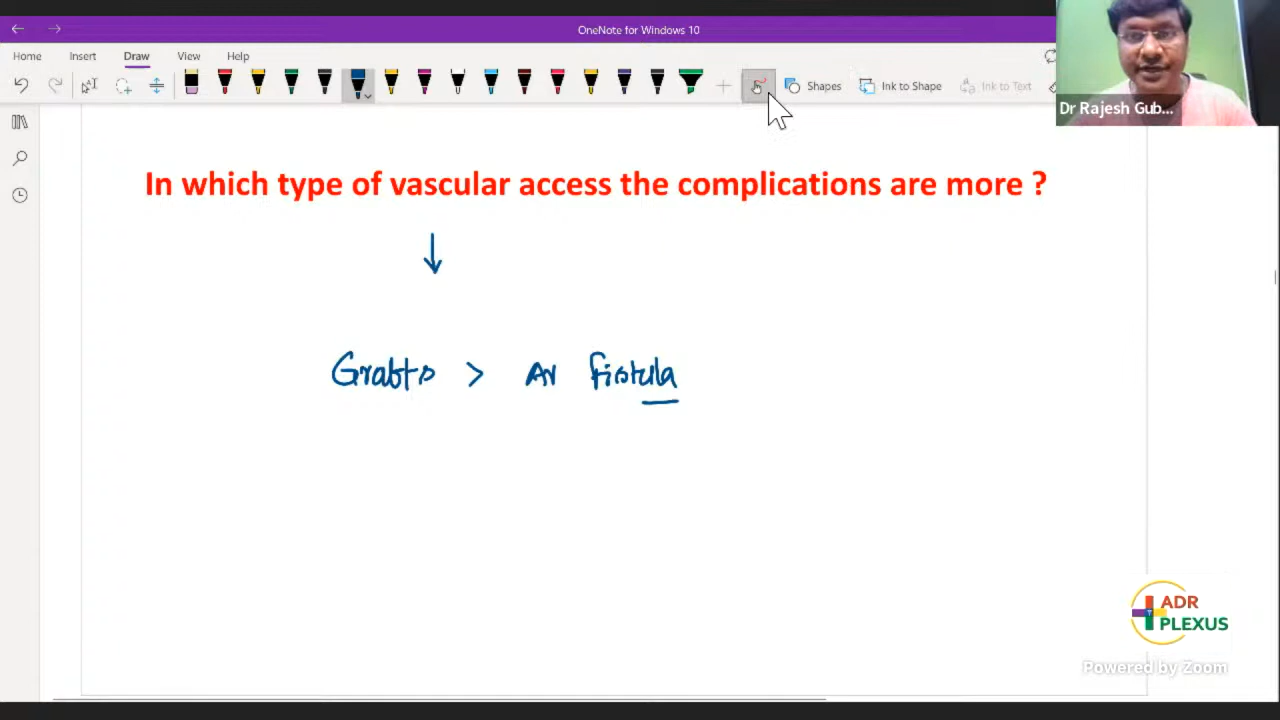 OneNote for Windows 10
Home Insert Draw View Help
Shapes Ink to Shape Ink to Text
Dr Rajesh Gub...
In which type of vascular access the complications are more ?
Grafts > AV fistula
ADR
PLEXUS
Powered by Zoom